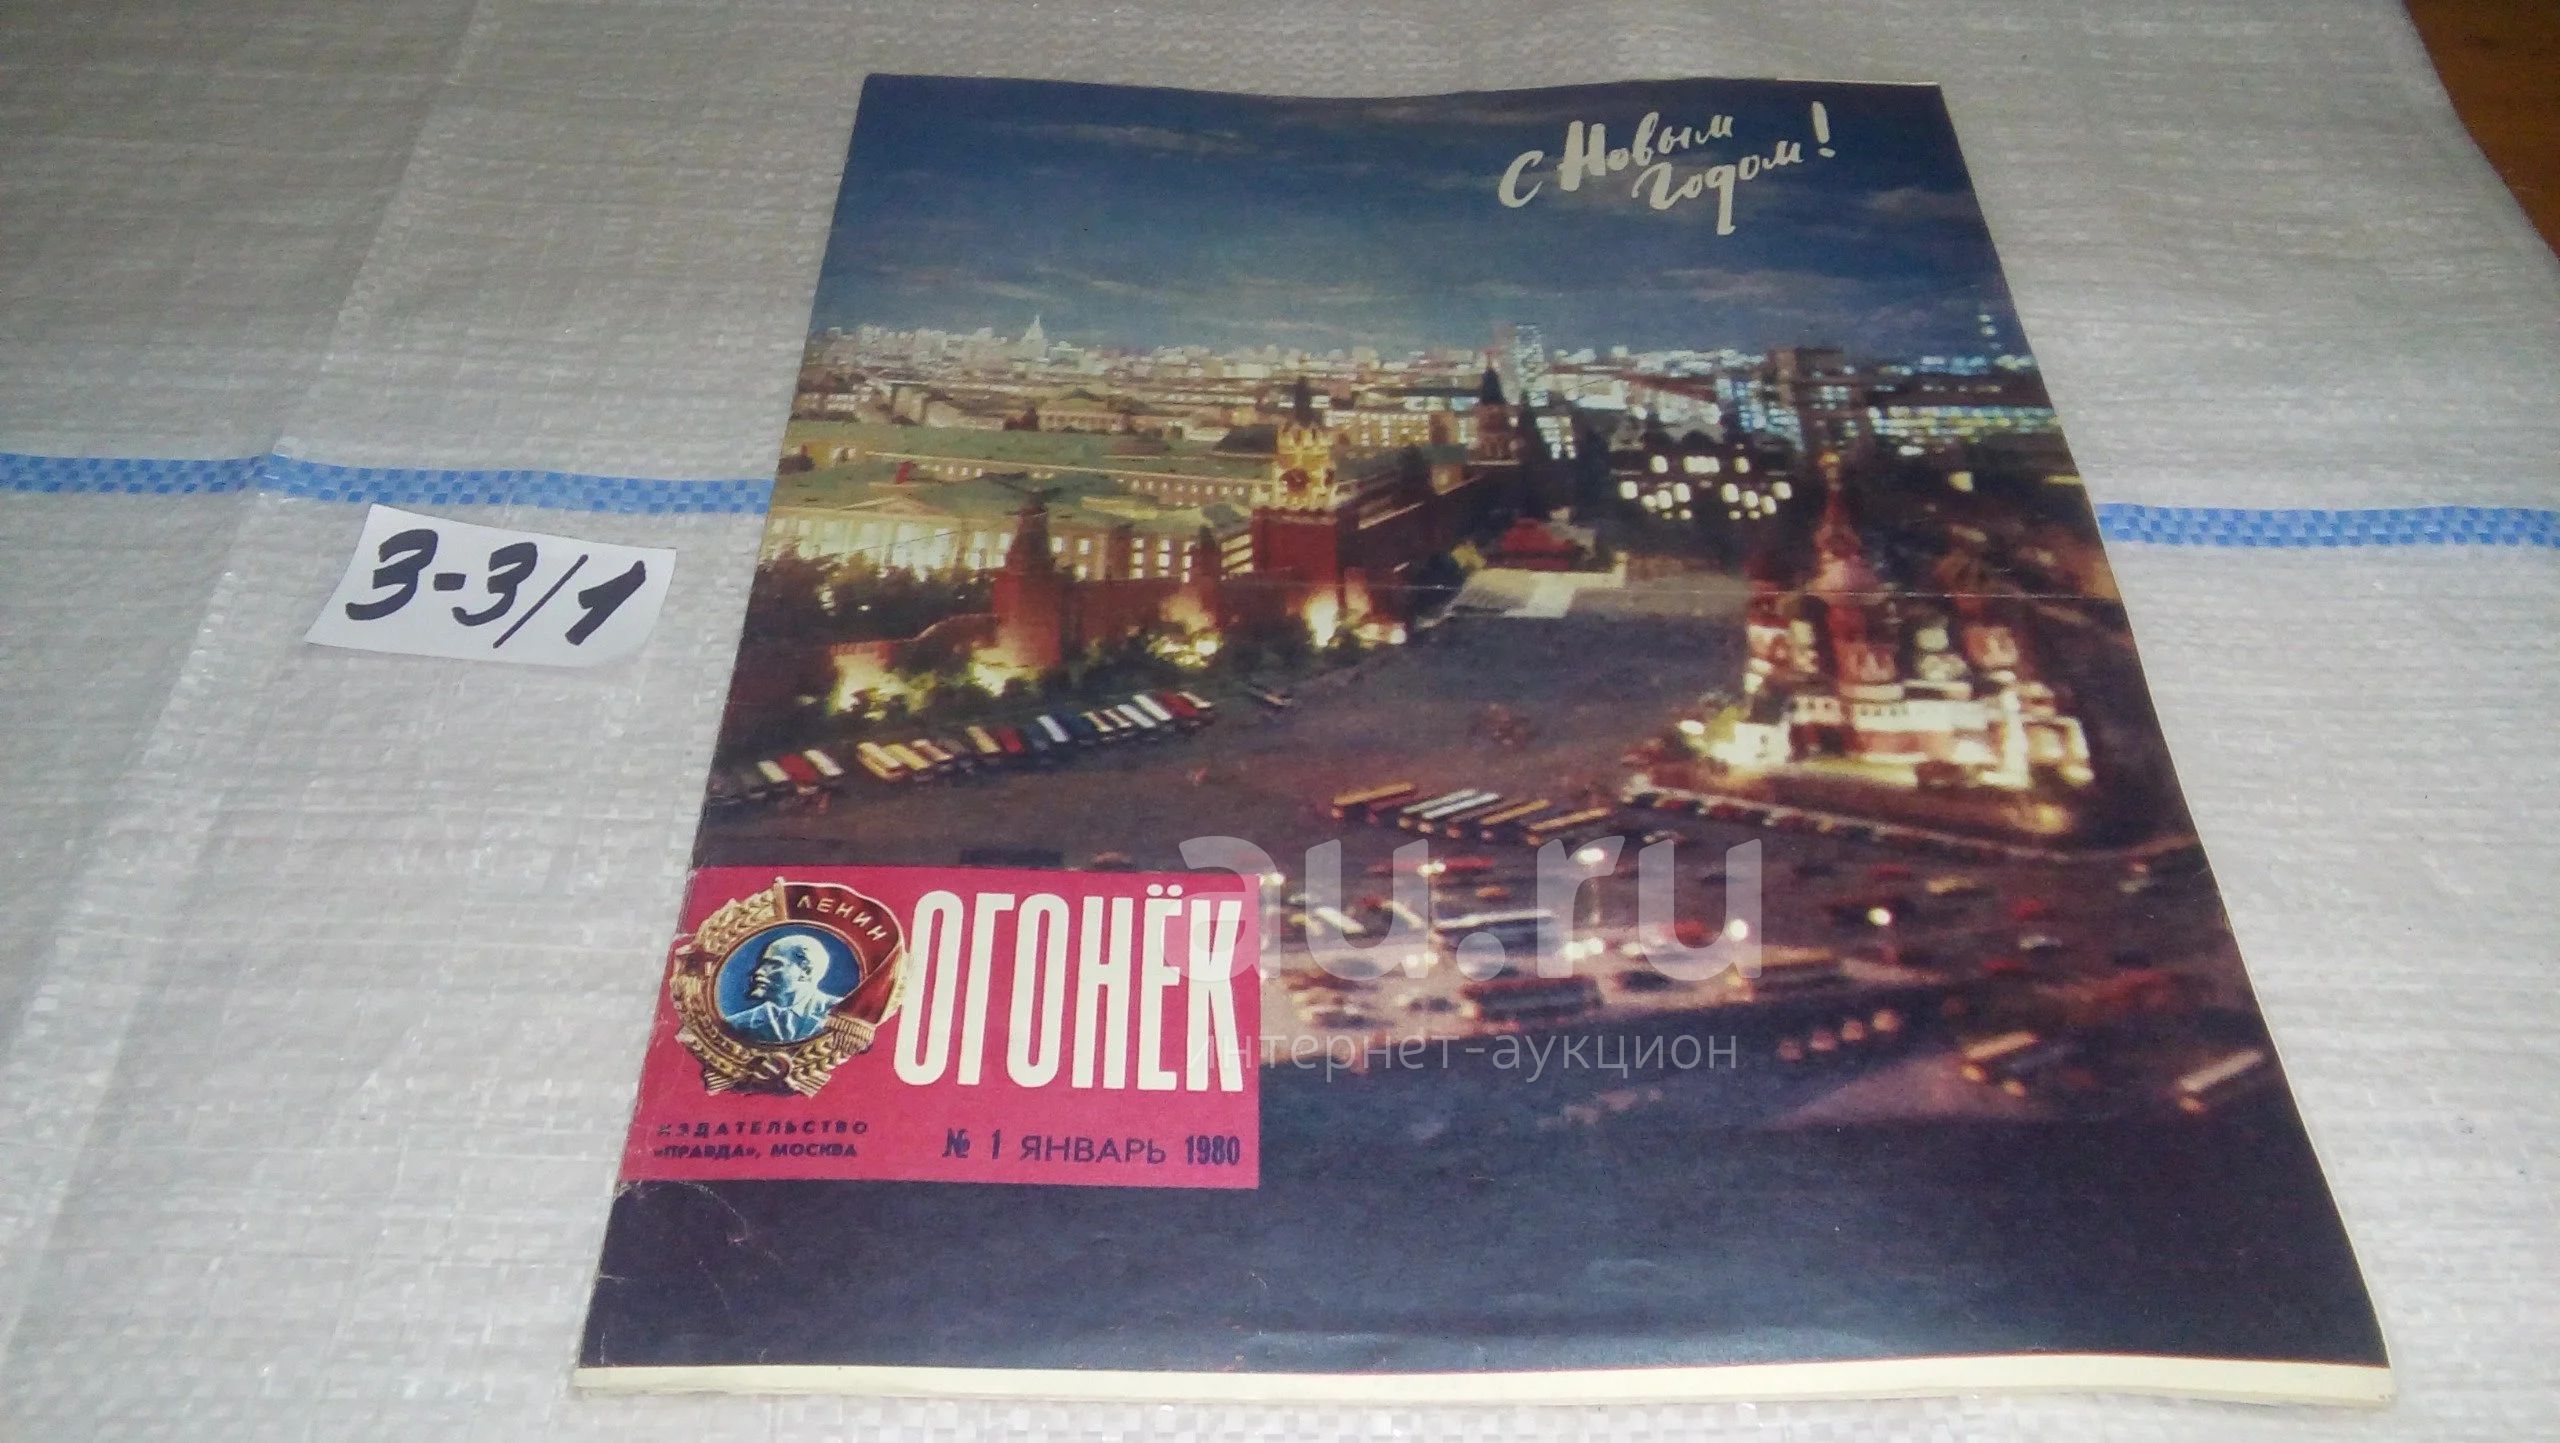 С Новым
годом!
3-3/1
ЛЕНИН
ОГОНЁК
ИЗДАТЕЛЬСТВО
«ПРАВДА», МОСКВА
№ 1 ЯНВАРЬ 1980
au.ru
интернет-аукцион